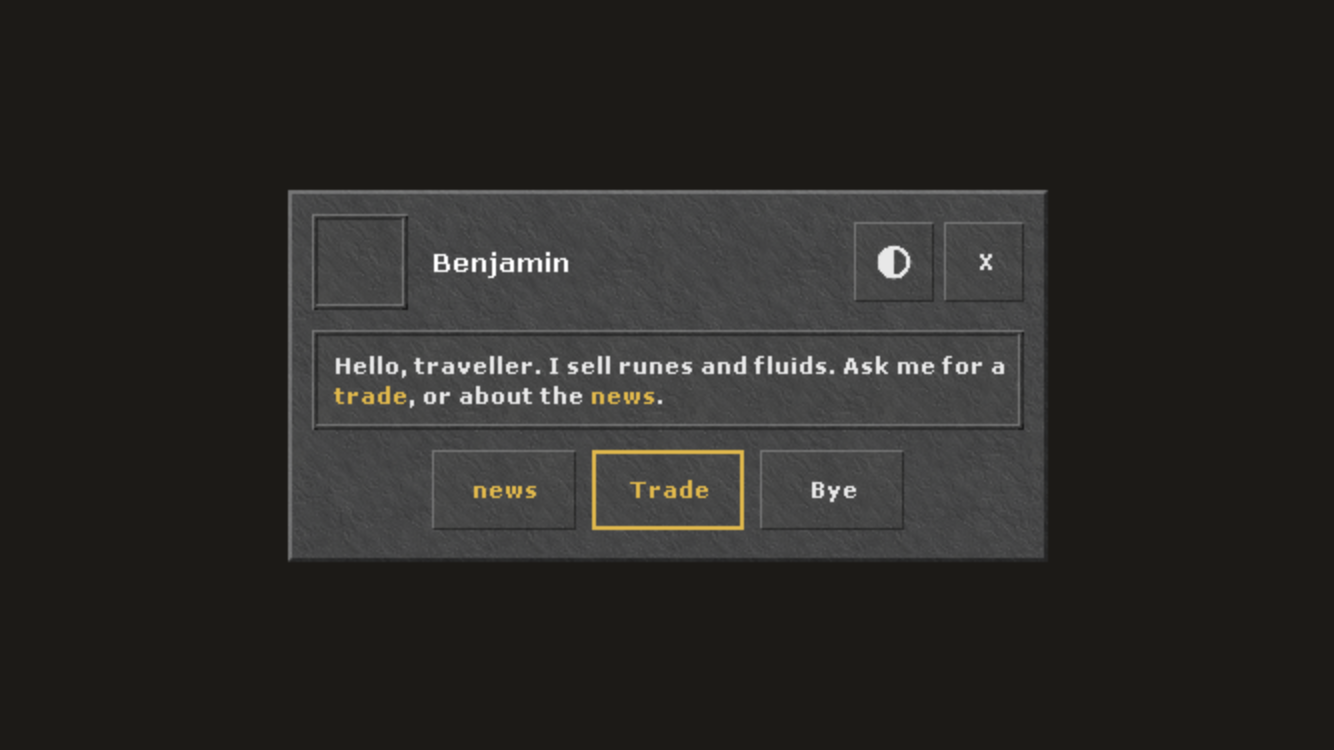 Benjamin
X
Hello, traveller. I sell runes and fluids. Ask me for a
trade, or about the news.
news
Trade
Bye